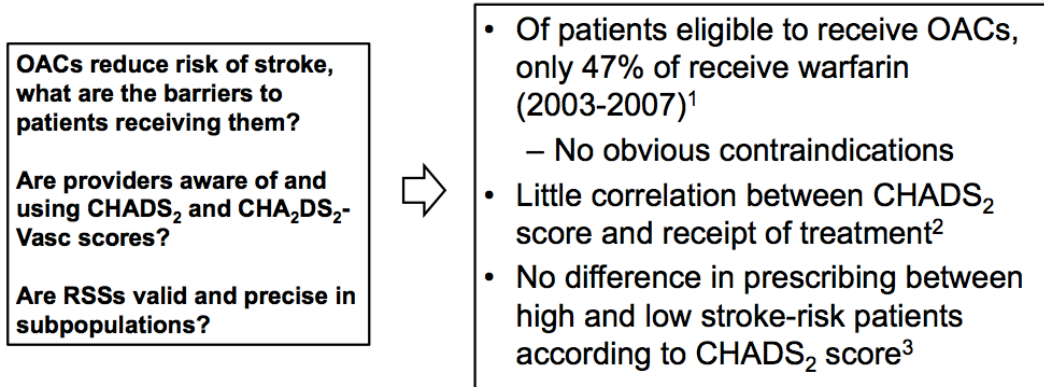 OACs reduce risk of stroke,
what are the barriers to
patients receiving them?
Are providers aware of and
using CHADS₂ and CHA₂DS₂-
Vasc scores?
Are RSSs valid and precise in
subpopulations?
• Of patients eligible to receive OACs,
only 47% of receive warfarin
(2003-2007)¹
– No obvious contraindications
• Little correlation between CHADS₂
score and receipt of treatment²
• No difference in prescribing between
high and low stroke-risk patients
according to CHADS₂ score³